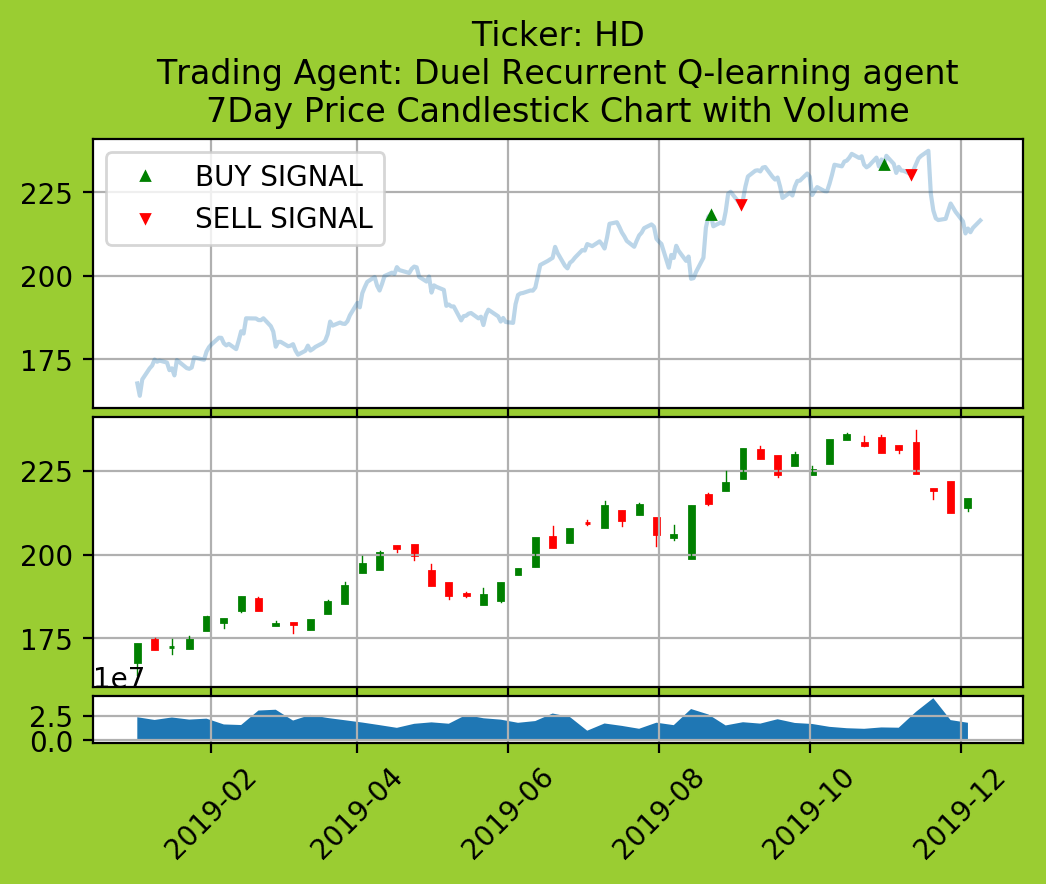 Ticker: HD
Trading Agent: Duel Recurrent Q-learning agent
7Day Price Candlestick Chart with Volume
BUY SIGNAL
SELL SIGNAL
225
200
175
225
200
175
1e7
2.5
0.0
2019-02
2019-04
2019-06
2019-08
2019-10
2019-12